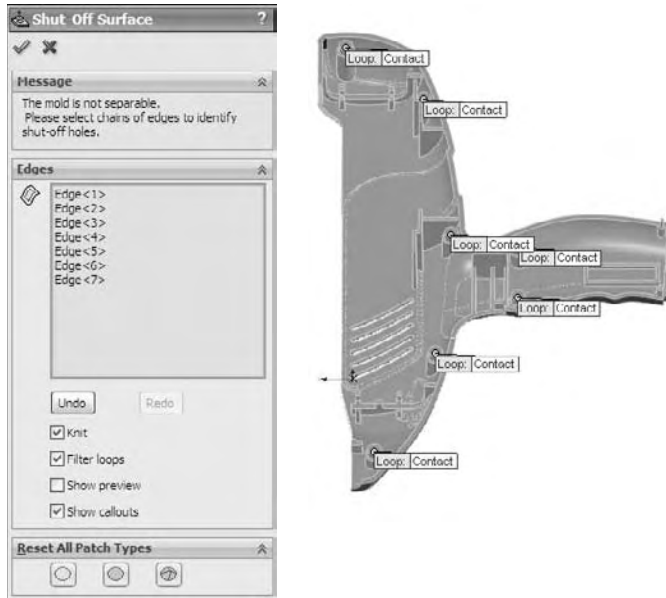 Shut Off Surface ?
Message
The mold is not separable.
Please select chains of edges to identify
shut-off holes.
Edges
Edge<1>
Edge<2>
Edge<3>
Edge<4>
Edge<5>
Edge<6>
Edge<7>
Undo Redo
Knit
Filter loops
Show preview
Show callouts
Reset All Patch Types
Loop: Contact
Loop: Contact
Loop: Contact
Loop: Contact
Loop: Contact
Loop: Contact
Loop: Contact